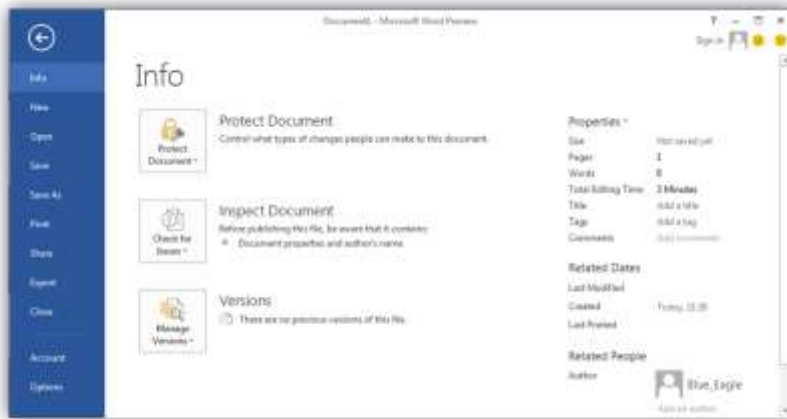 Document1 - Microsoft Word Preview
Sign in
Info
New
Open
Save
Save As
Print
Share
Export
Close
Account
Options
Info
Protect
Document
Protect Document
Control what types of changes people can make to this document.
Check for
Issues
Inspect Document
Before publishing this file, be aware that it contains:
Document properties and author's name
Manage
Versions
Versions
There are no previous versions of this file.
Properties
Size Not saved yet
Pages 1
Words 0
Total Editing Time 3 Minutes
Title Add a title
Tags Add a tag
Comments Add comments
Related Dates
Last Modified
Created Today,
Last Printed
Related People
Author
Blue_Eagle
Add an author